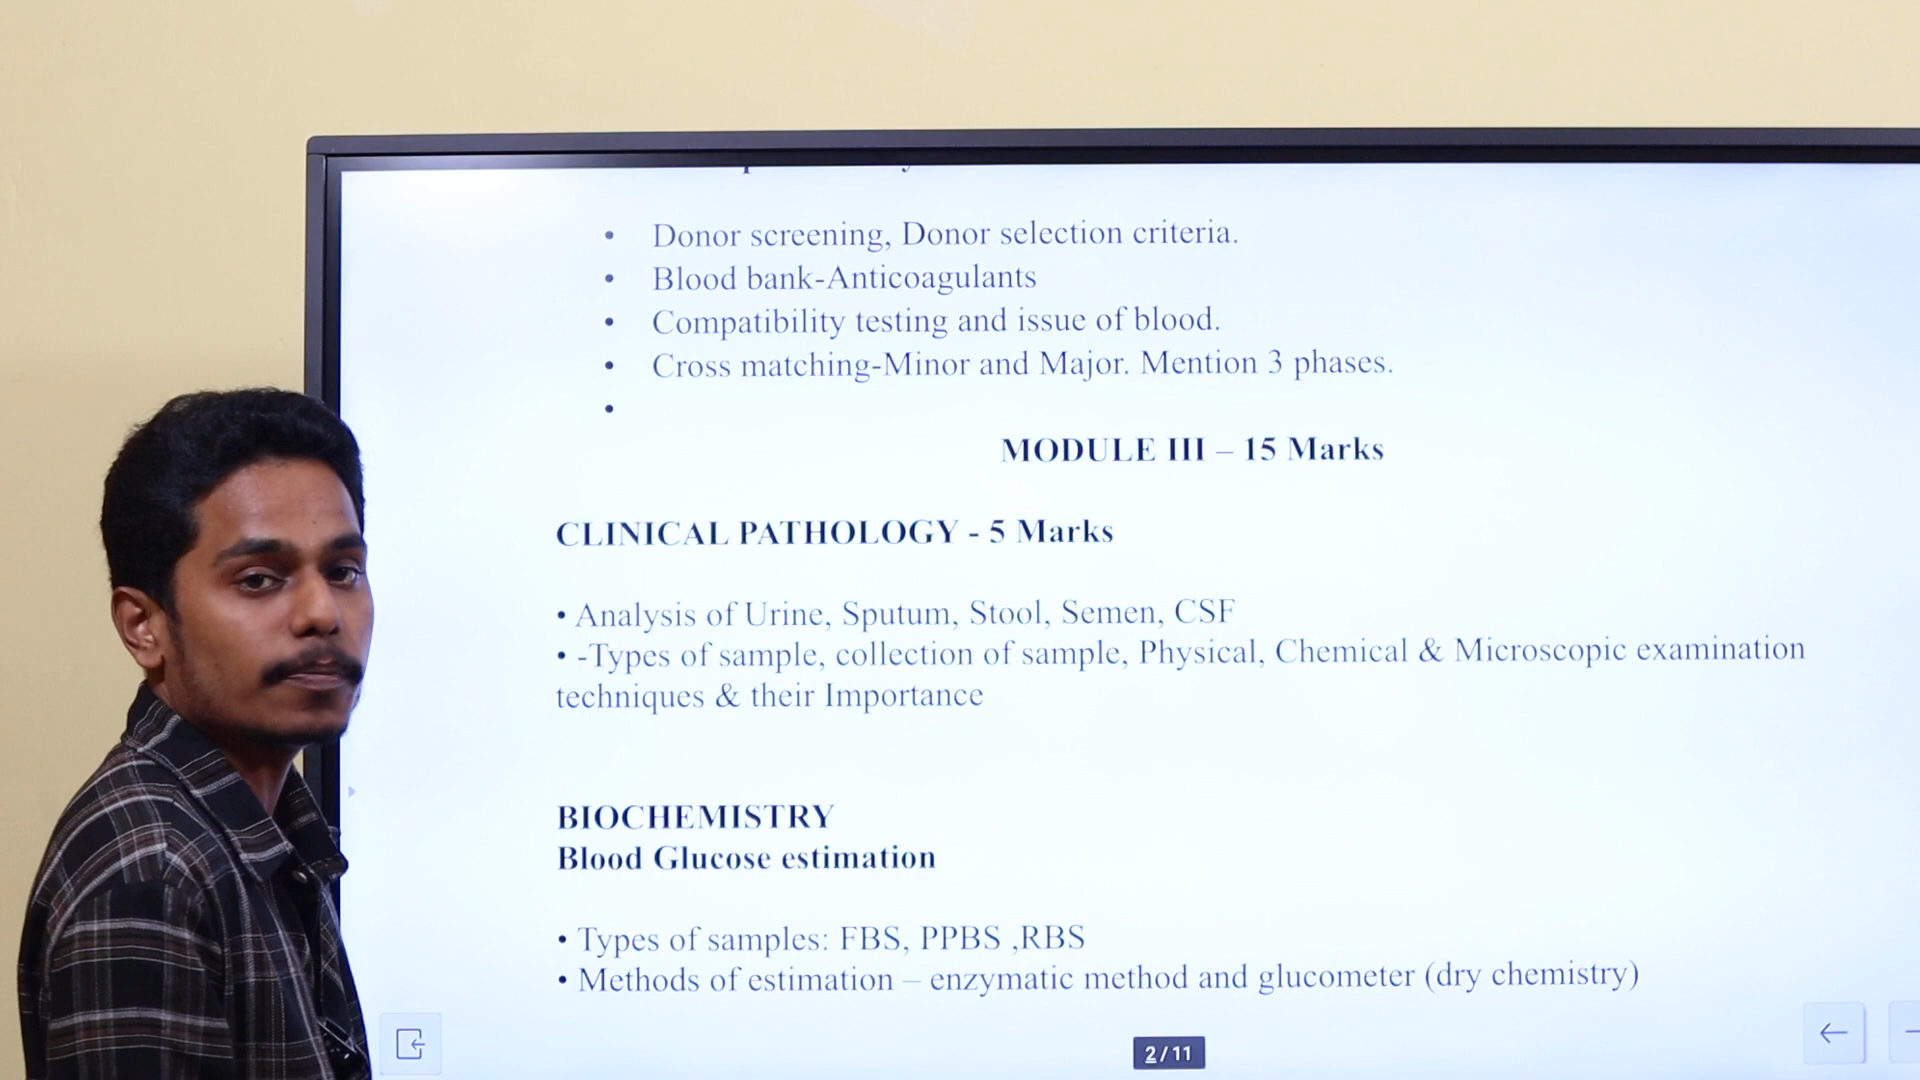 • Donor screening, Donor selection criteria.
• Blood bank-Anticoagulants
• Compatibility testing and issue of blood.
• Cross matching-Minor and Major. Mention 3 phases.
•
MODULE III – 15 Marks
CLINICAL PATHOLOGY - 5 Marks
• Analysis of Urine, Sputum, Stool, Semen, CSF
• -Types of sample, collection of sample, Physical, Chemical & Microscopic examination
techniques & their Importance
BIOCHEMISTRY
Blood Glucose estimation
• Types of samples: FBS, PPBS ,RBS
• Methods of estimation – enzymatic method and glucometer (dry chemistry)
2 / 11